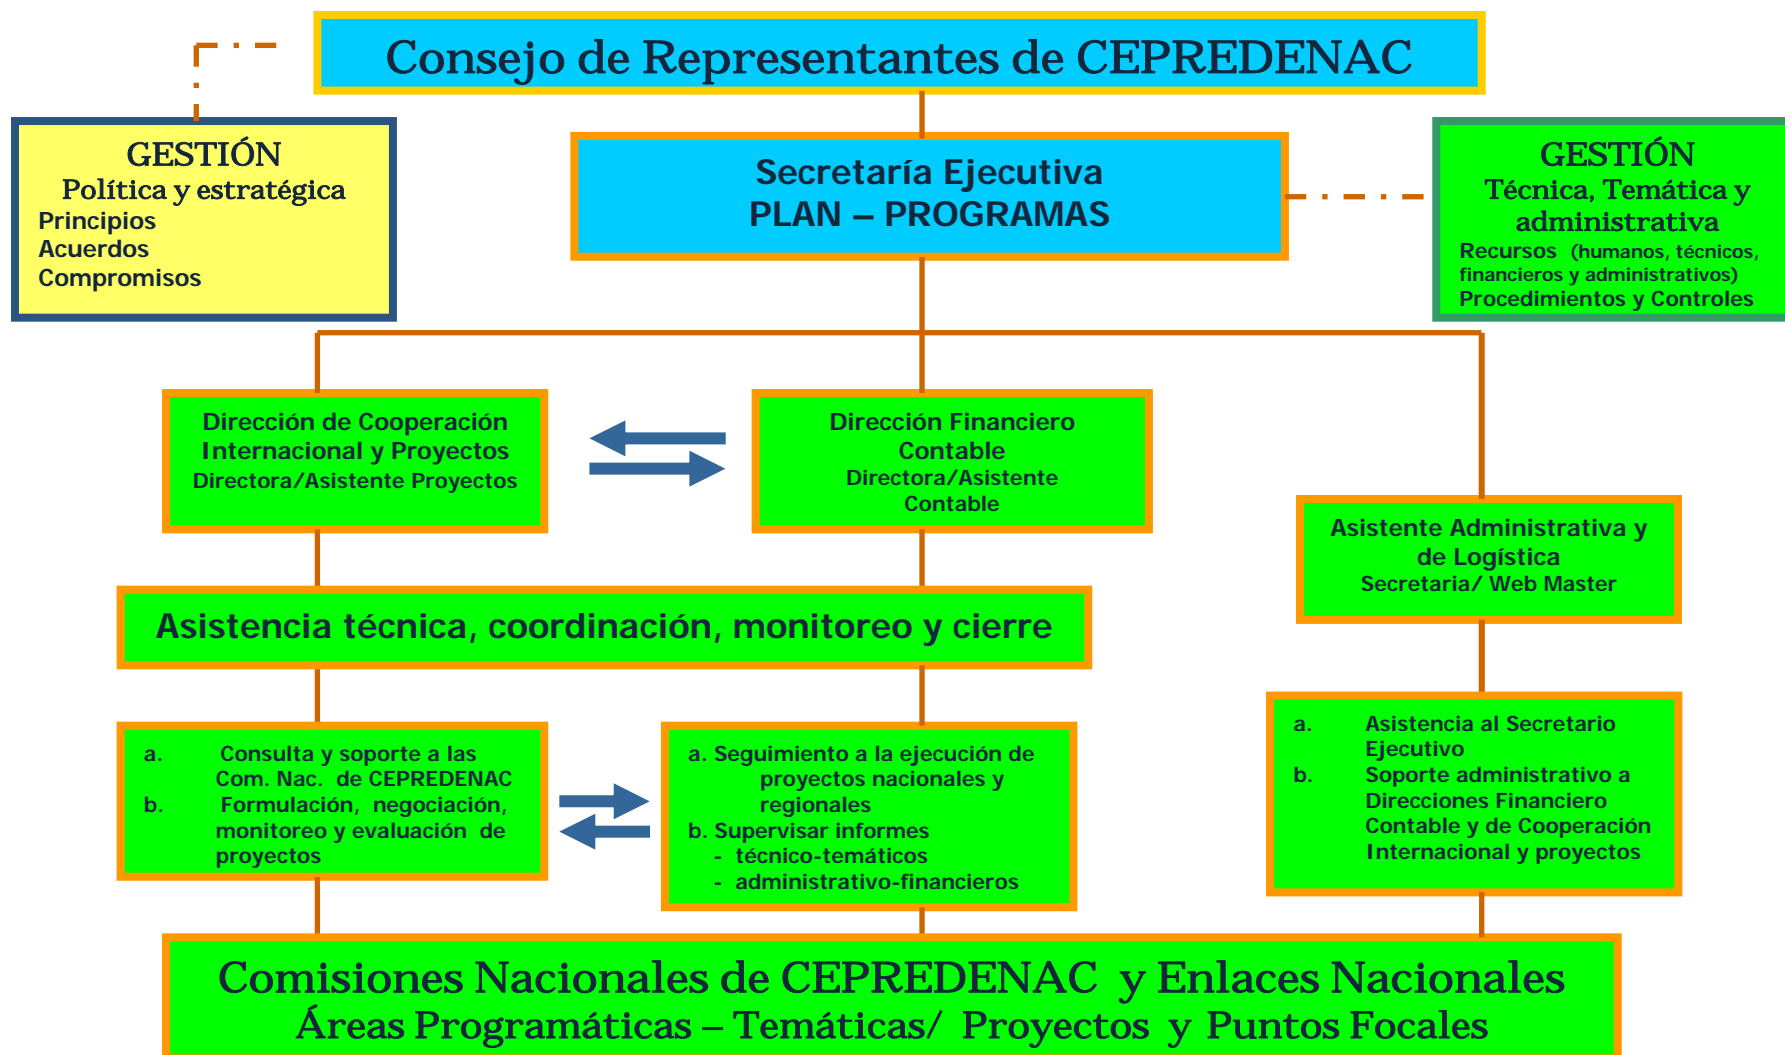 Consejo de Representantes de CEPREDENAC
GESTIÓN
Política y estratégica
Principios
Acuerdos
Compromisos
Secretaría Ejecutiva
PLAN – PROGRAMAS
GESTIÓN
Técnica, Temática y
administrativa
Recursos (humanos, técnicos,
financieros y administrativos)
Procedimientos y Controles
Dirección de Cooperación
Internacional y Proyectos
Directora/Asistente Proyectos
Dirección Financiero
Contable
Directora/Asistente
Contable
Asistente Administrativa y
de Logística
Secretaria/ Web Master
Asistencia técnica, coordinación, monitoreo y cierre
a. Consulta y soporte a las
Com. Nac. de CEPREDENAC
b. Formulación, negociación,
monitoreo y evaluación de
proyectos
a. Seguimiento a la ejecución de
proyectos nacionales y
regionales
b. Supervisar informes
- técnico-temáticos
- administrativo-financieros
a. Asistencia al Secretario
Ejecutivo
b. Soporte administrativo a
Direcciones Financiero
Contable y de Cooperación
Internacional y proyectos
Comisiones Nacionales de CEPREDENAC y Enlaces Nacionales
Áreas Programáticas – Temáticas/ Proyectos y Puntos Focales